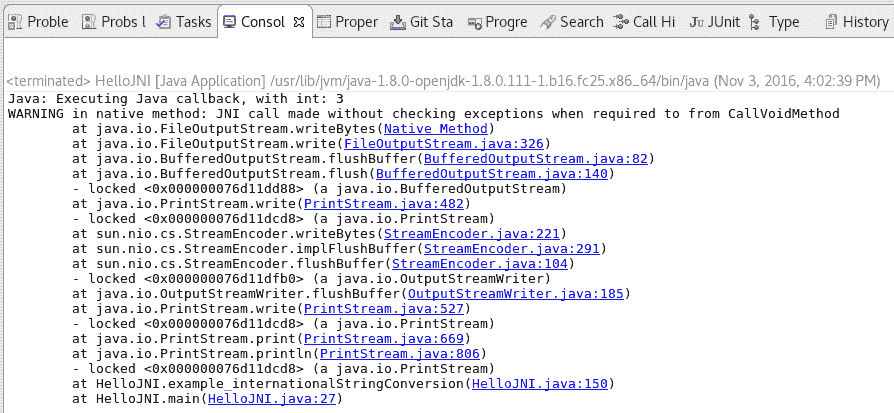 Proble Probs l Tasks Consol Proper Git Sta Progre Search Call Hi JUnit Type History
<terminated> HelloJNI [Java Application] /usr/lib/jvm/java-1.8.0-openjdk-1.8.0.111-1.b16.fc25.x86_64/bin/java (Nov 3, 2016, 4:02:39 PM)
Java: Executing Java callback, with int: 3
WARNING in native method: JNI call made without checking exceptions when required to from CallVoidMethod
at java.io.FileOutputStream.writeBytes(Native Method)
at java.io.FileOutputStream.write(FileOutputStream.java:326)
at java.io.BufferedOutputStream.flushBuffer(BufferedOutputStream.java:82)
at java.io.BufferedOutputStream.flush(BufferedOutputStream.java:140)
- locked <0x000000076d11dd88> (a java.io.BufferedOutputStream)
at java.io.PrintStream.write(PrintStream.java:482)
- locked <0x000000076d11dcd8> (a java.io.PrintStream)
at sun.nio.cs.StreamEncoder.writeBytes(StreamEncoder.java:221)
at sun.nio.cs.StreamEncoder.implFlushBuffer(StreamEncoder.java:291)
at sun.nio.cs.StreamEncoder.flushBuffer(StreamEncoder.java:104)
- locked <0x000000076d11dfb0> (a java.io.OutputStreamWriter)
at java.io.OutputStreamWriter.flushBuffer(OutputStreamWriter.java:185)
at java.io.PrintStream.write(PrintStream.java:527)
- locked <0x000000076d11dcd8> (a java.io.PrintStream)
at java.io.PrintStream.print(PrintStream.java:669)
at java.io.PrintStream.println(PrintStream.java:806)
- locked <0x000000076d11dcd8> (a java.io.PrintStream)
at HelloJNI.example_internationalStringConversion(HelloJNI.java:150)
at HelloJNI.main(HelloJNI.java:27)